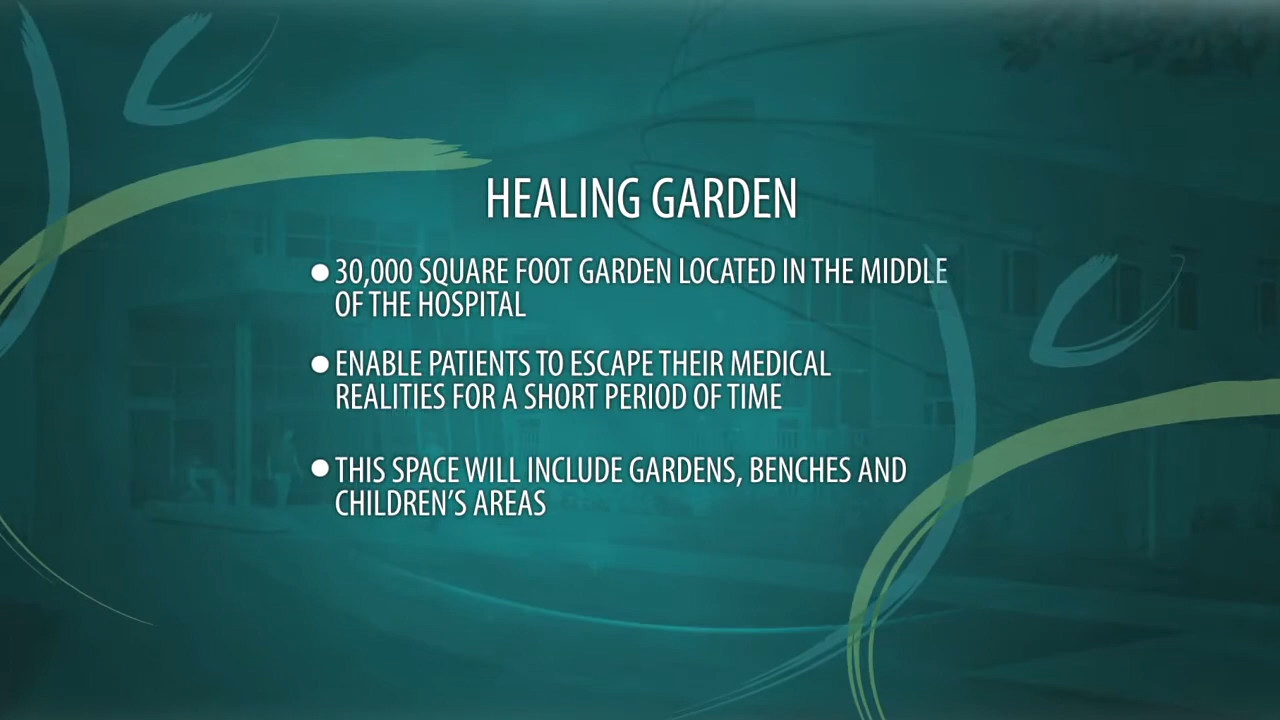 HEALING GARDEN
●30,000 SQUARE FOOT GARDEN LOCATED IN THE MIDDLE
OF THE HOSPITAL
●ENABLE PATIENTS TO ESCAPE THEIR MEDICAL
REALITIES FOR A SHORT PERIOD OF TIME
●THIS SPACE WILL INCLUDE GARDENS, BENCHES AND
CHILDREN'S AREAS